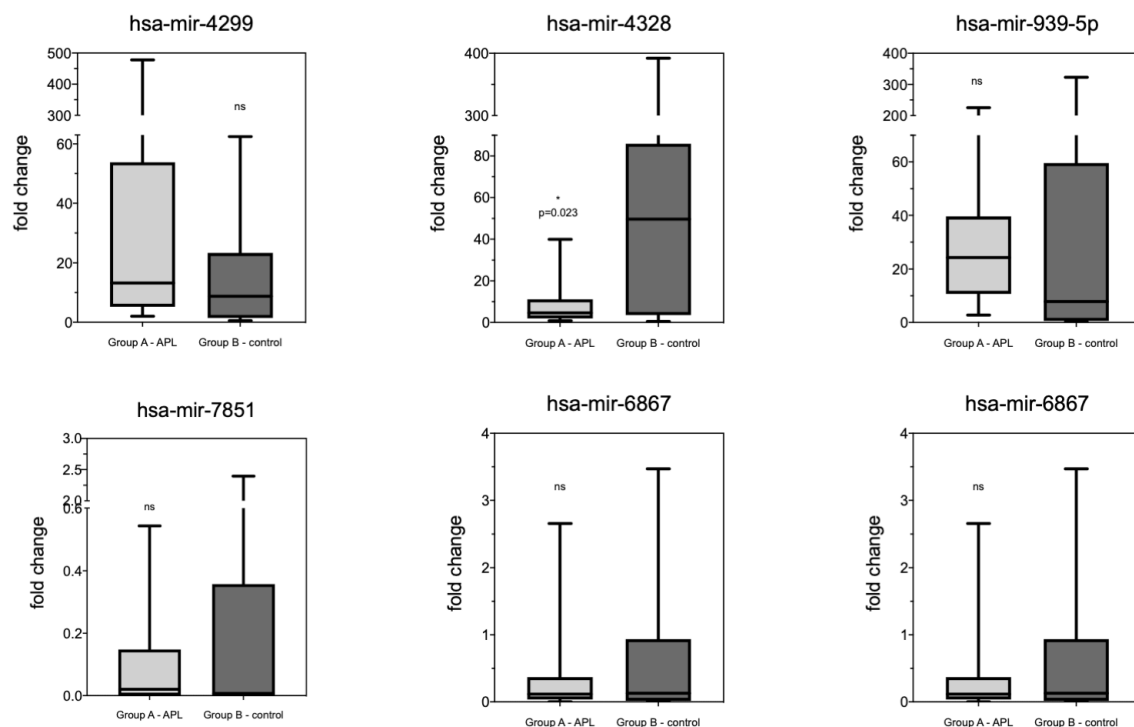 hsa-mir-4299
500
400
300
60
40
20
0
fold change
ns
Group A - APL
Group B - control
hsa-mir-4328
400
300
80
60
40
20
0
fold change
*
p=0.023
Group A - APL
Group B - control
hsa-mir-939-5p
400
300
200
60
40
20
0
fold change
ns
Group A - APL
Group B - control
hsa-mir-7851
3.0
2.5
2.0
0.6
0.4
0.2
0.0
fold change
ns
Group A - APL
Group B - control
hsa-mir-6867
4
3
2
1
0
fold change
ns
Group A - APL
Group B - control
hsa-mir-6867
4
3
2
1
0
fold change
ns
Group A - APL
Group B - control